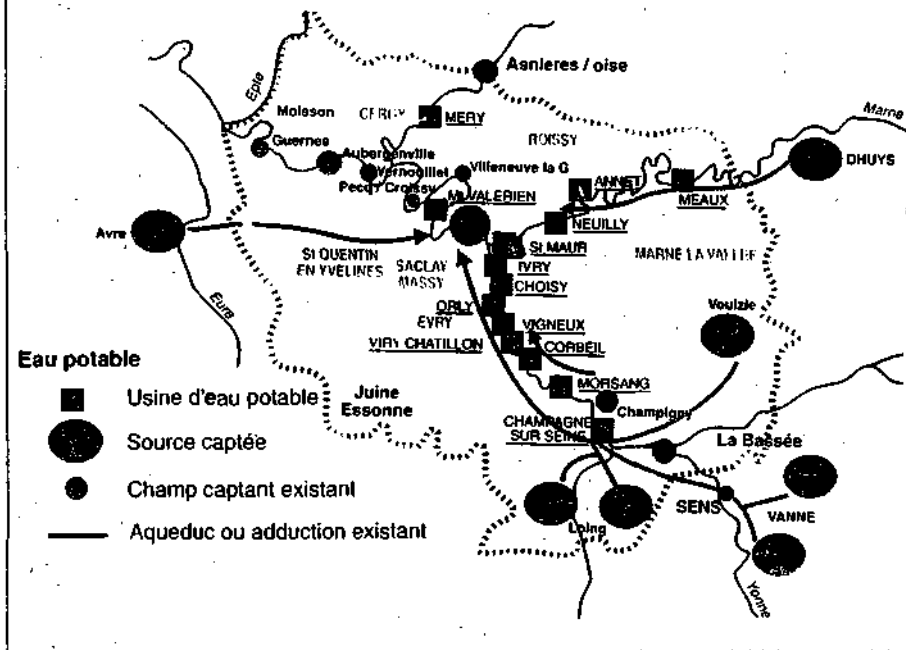 Asnieres / oise
Marne
Epte
Moisson
CERGY
MERY
ROISSY
Guernes
Aubergenville
Vernouillet
Villeneuve la G
DHUYS
Pecq Croissy
ANNET
MEAUX
Mt VALERIEN
NEUILLY
Avre
St MAUR
MARNE LA VALLEE
St QUENTIN
EN YVELINES
SACLAY
MASSY
IVRY
CHOISY
Voulzie
Eure
ORLY
EVRY
VIGNEUX
VIRY CHATILLON
CORBEIL
Eau potable
Usine d'eau potable
Juine
Essonne
MORSANG
Champigny
CHAMPAGNE
SUR SEINE
La Bassée
Source captée
Champ captant existant
SENS
VANNE
Loing
Aqueduc ou adduction existant
Yonne